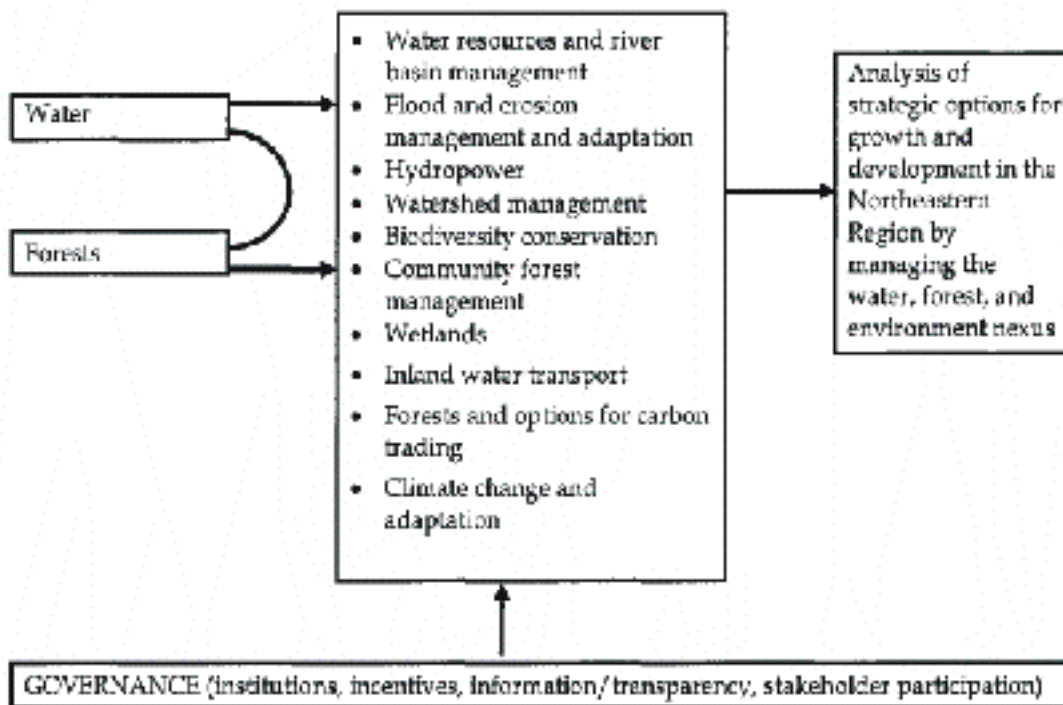 Water
Forests
• Water resources and river
basin management
• Flood and erosion
management and adaptation
• Hydropower
• Watershed management
• Biodiversity conservation
• Community forest
management
• Wetlands
• Inland water transport
• Forests and options for carbon
trading
• Climate change and
adaptation
Analysis of
strategic options for
growth and
development in the
Northeastern
Region by
managing the
water, forest, and
environment nexus
GOVERNANCE (institutions, incentives, information/transparency, stakeholder participation)